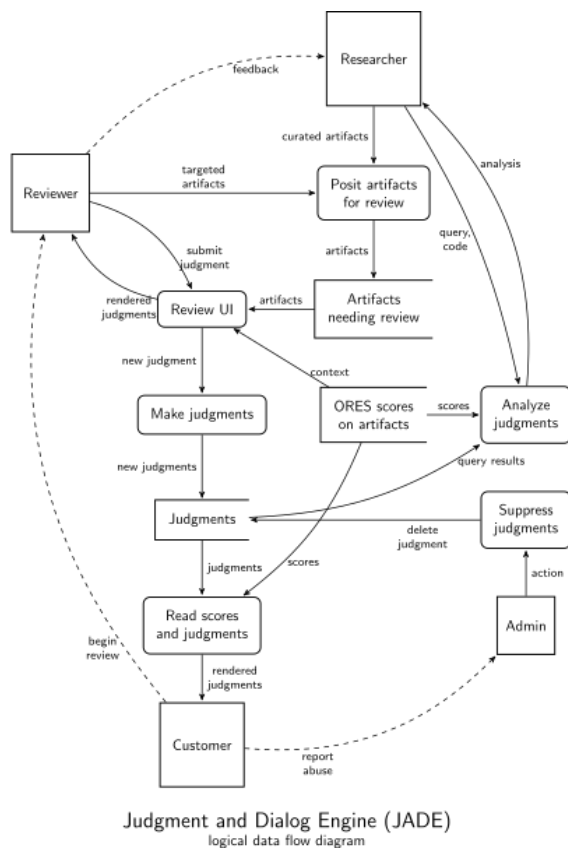 Researcher
feedback
curated artifacts
analysis
Reviewer
targeted
artifacts
Posit artifacts
for review
query,
code
submit
judgment
artifacts
rendered
judgments
Review UI
artifacts
Artifacts
needing review
new judgment
context
Make judgments
ORES scores
on artifacts
scores
Analyze
judgments
new judgments
query results
Judgments
delete
judgment
Suppress
judgments
judgments
scores
action
Read scores
and judgments
Admin
begin
review
rendered
judgments
Customer
report
abuse
Judgment and Dialog Engine (JADE)
logical data flow diagram